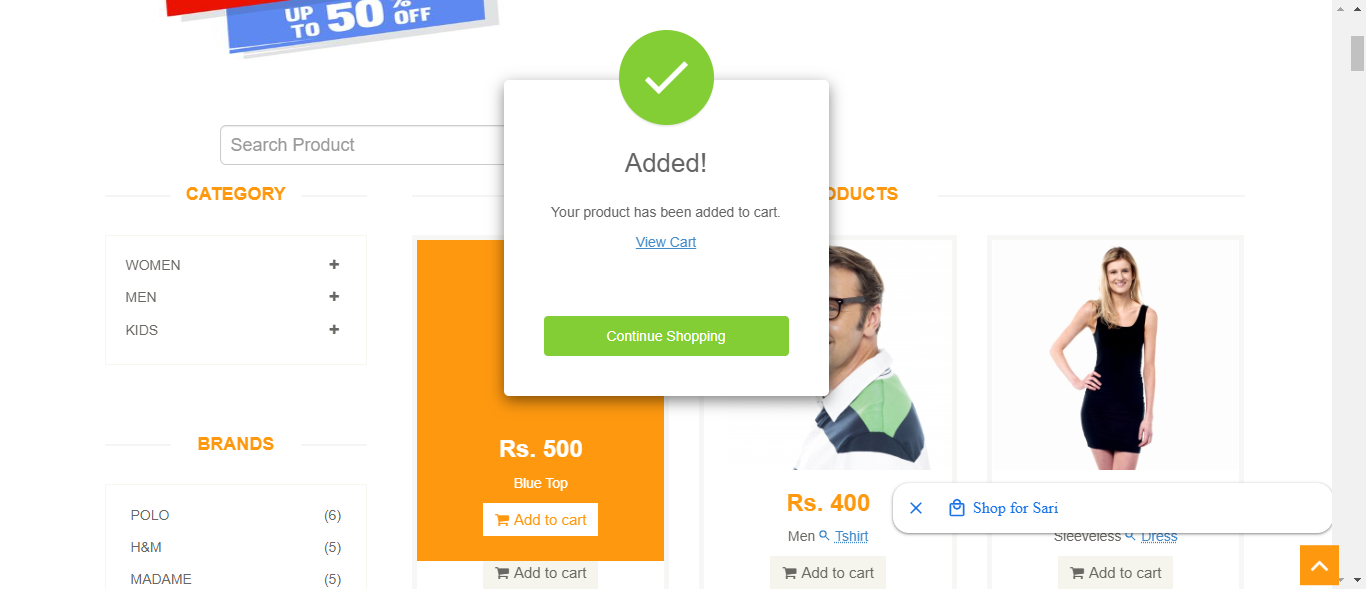 UP TO 50% OFF
Search Product
Added!
Your product has been added to cart.
View Cart
Continue Shopping
CATEGORY
WOMEN
MEN
KIDS
BRANDS
POLO (6)
H&M (5)
MADAME (5)
Rs. 500
Blue Top
Add to cart
Add to cart
Rs. 400
Men Tshirt
Add to cart
Sleeveless Dress
Add to cart
Shop for Sari